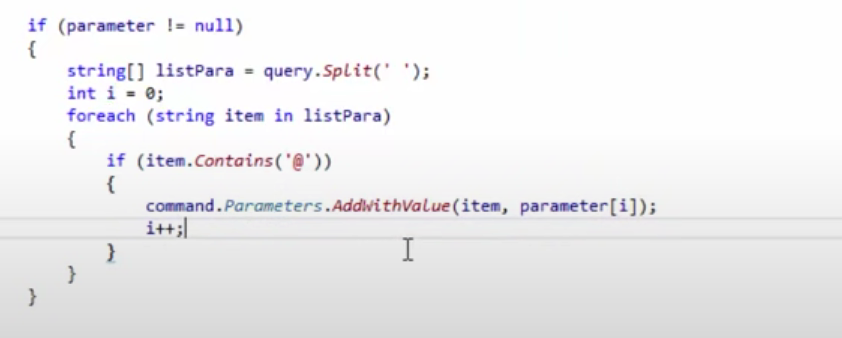 if (parameter != null)
{
string[] listPara = query.Split(' ');
int i = 0;
foreach (string item in listPara)
{
if (item.Contains('@'))
{
command.Parameters.AddWithValue(item, parameter[i]);
i++;
}
}
}